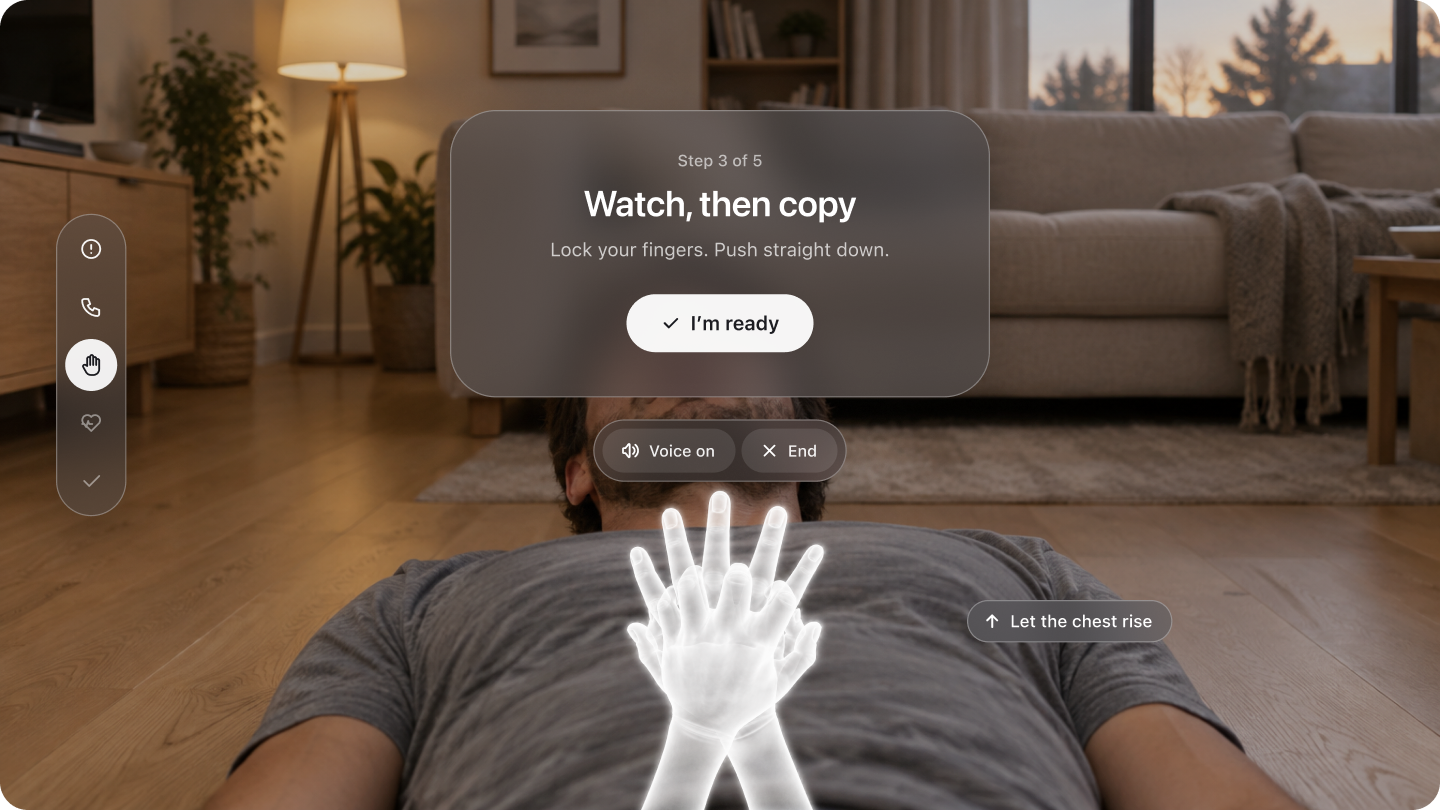 Step 3 of 5
Watch, then copy
Lock your fingers. Push straight down.
I’m ready
Voice on
End
Let the chest rise